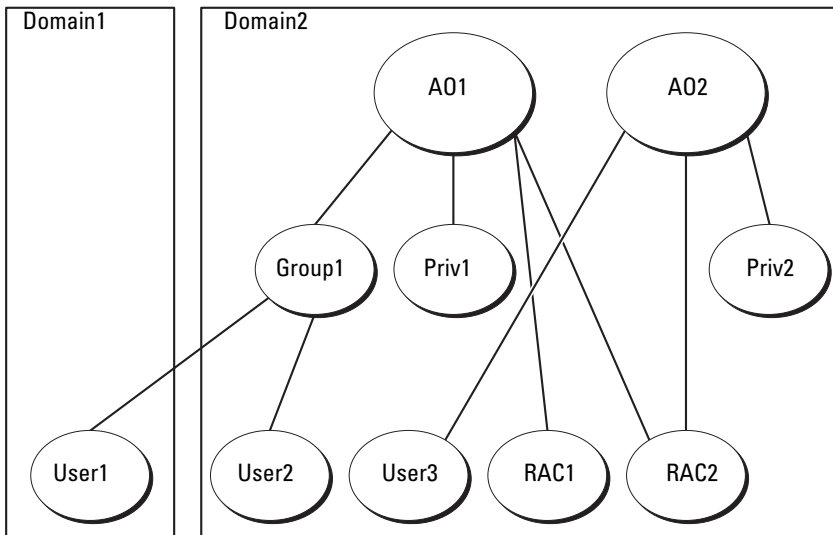 Domain1
Domain2
AO1
AO2
Group1
Priv1
Priv2
User1
User2
User3
RAC1
RAC2